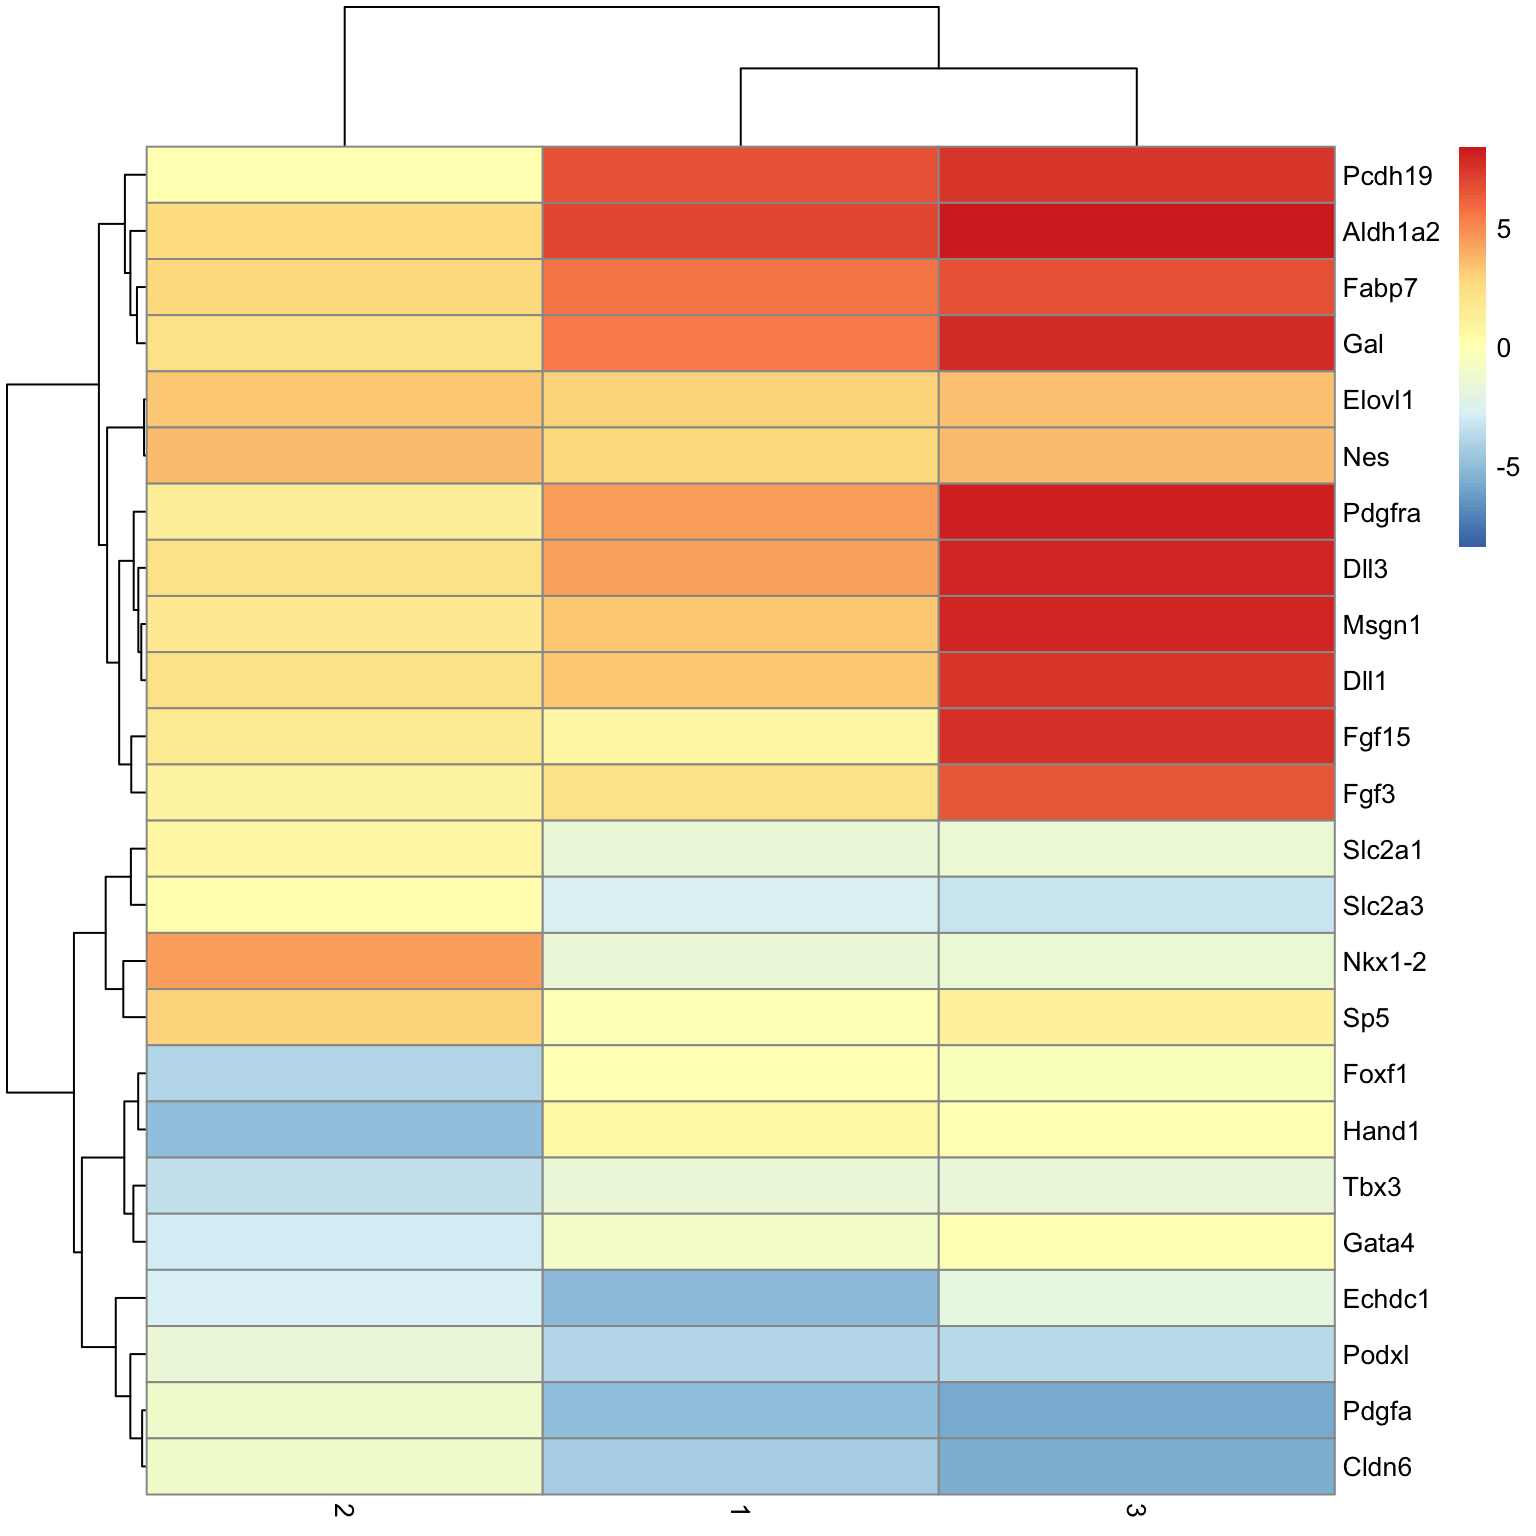 Pcdh19
Aldh1a2
Fabp7
Gal
Elovl1
Nes
Pdgfra
Dll3
Msgn1
Dll1
Fgf15
Fgf3
Slc2a1
Slc2a3
Nkx1-2
Sp5
Foxf1
Hand1
Tbx3
Gata4
Echdc1
Podxl
Pdgfa
Cldn6
5
0
-5
2
1
3